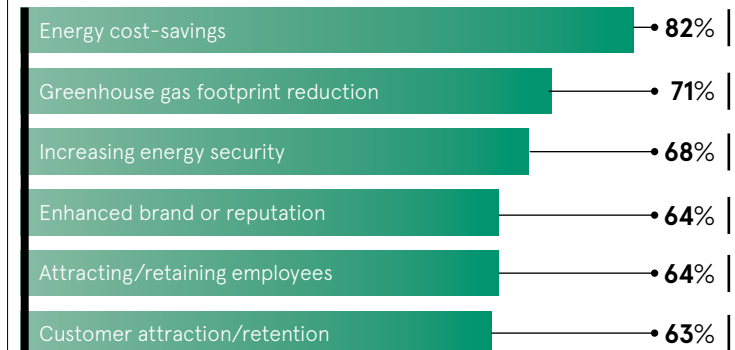 Energy cost-savings 82%
Greenhouse gas footprint reduction 71%
Increasing energy security 68%
Enhanced brand or reputation 64%
Attracting/retaining employees 64%
Customer attraction/retention 63%